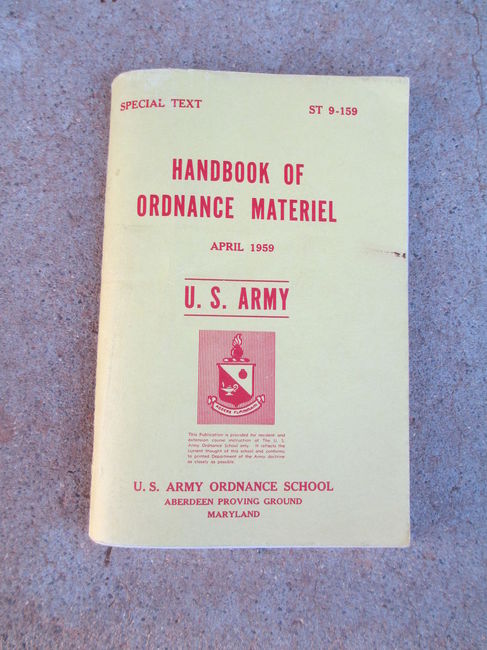 SPECIAL TEXT ST 9-159
HANDBOOK OF
ORDNANCE MATERIEL
APRIL 1959
U. S. ARMY
This Publication is provided for resident and
extension course instruction at The U. S.
Army Ordnance School only. It reflects the
current thought of this school and conforms
to printed Department of the Army doctrine
as closely as possible.
U. S. ARMY ORDNANCE SCHOOL
ABERDEEN PROVING GROUND
MARYLAND